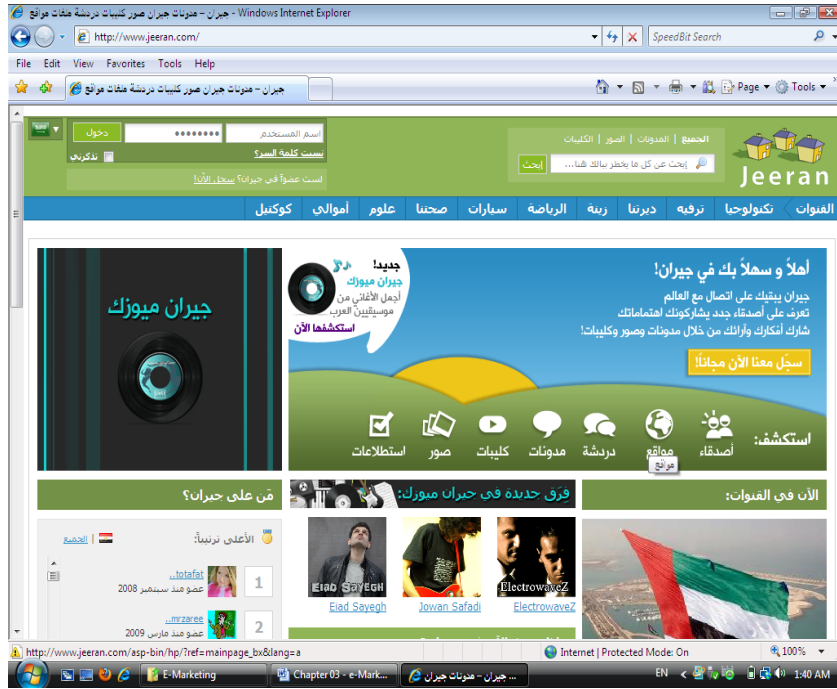 جيران – مدونات جيران صور كليبات دردشة ملفات مواقع - Windows Internet Explorer
http://www.jeeran.com/
SpeedBit Search
File Edit View Favorites Tools Help
جيران – مدونات جيران صور كليبات دردشة ملفات مواقع
Page Tools
اسم المستخدم
دخول
نسيت كلمة السر؟
تذكرني
لست عضواً في جيران؟ سجل الآن!
الجميع | المدونات | الصور | الكليبات
إبحث عن كل ما يخطر ببالك هنا...
إبحث
Jeeran
القنوات تكنولوجيا ترفيه ديرتنا زينة الرياضة سيارات صحتنا علوم أموالي كوكتيل
أهلاً و سهلاً بك في جيران!
جيران يبقيك على اتصال مع العالم
تعرف على أصدقاء جدد يشاركونك اهتماماتك
شارك أفكارك وآرائك من خلال مدونات وصور وكليبات!
سجّل معنا الآن مجاناً!
جديد!
جيران ميوزك
أجمل الأغاني من
موسيقيين العرب
استكشفها الآن
جيران ميوزك
استكشف:
أصدقاء مواقع دردشة مدونات كليبات صور استطلاعات
مواقع
الآن في القنوات:
فِرَق جديدة في جيران ميوزك:
مَن على جيران؟
الأعلى ترتيباً:
| الجميع
1
totafat..
عضو منذ سبتمبر 2008
2
mrzaree..
عضو منذ مارس 2009
ElectrowaveZ
EIAD SAYEGH
ElectrowaveZ
Jowan Safadi
Eiad Sayegh
http://www.jeeran.com/asp-bin/hp/?ref=mainpage_bx&lang=a
Internet | Protected Mode: On
100%
E-Marketing
Chapter 03 - e-Mark...
جيران – مدونات جيران ...
EN
1:40 AM